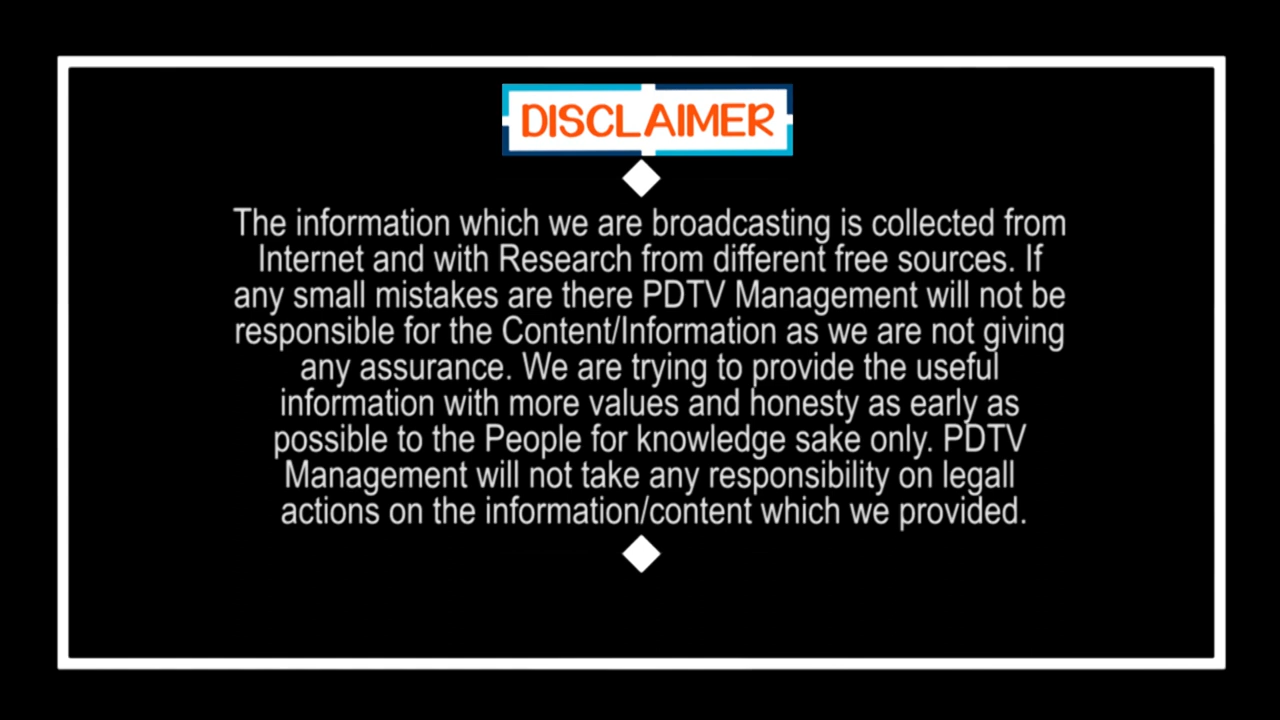 DISCLAIMER
The information which we are broadcasting is collected from
Internet and with Research from different free sources. If
any small mistakes are there PDTV Management will not be
responsible for the Content/Information as we are not giving
any assurance. We are trying to provide the useful
information with more values and honesty as early as
possible to the People for knowledge sake only. PDTV
Management will not take any responsibility on legall
actions on the information/content which we provided.